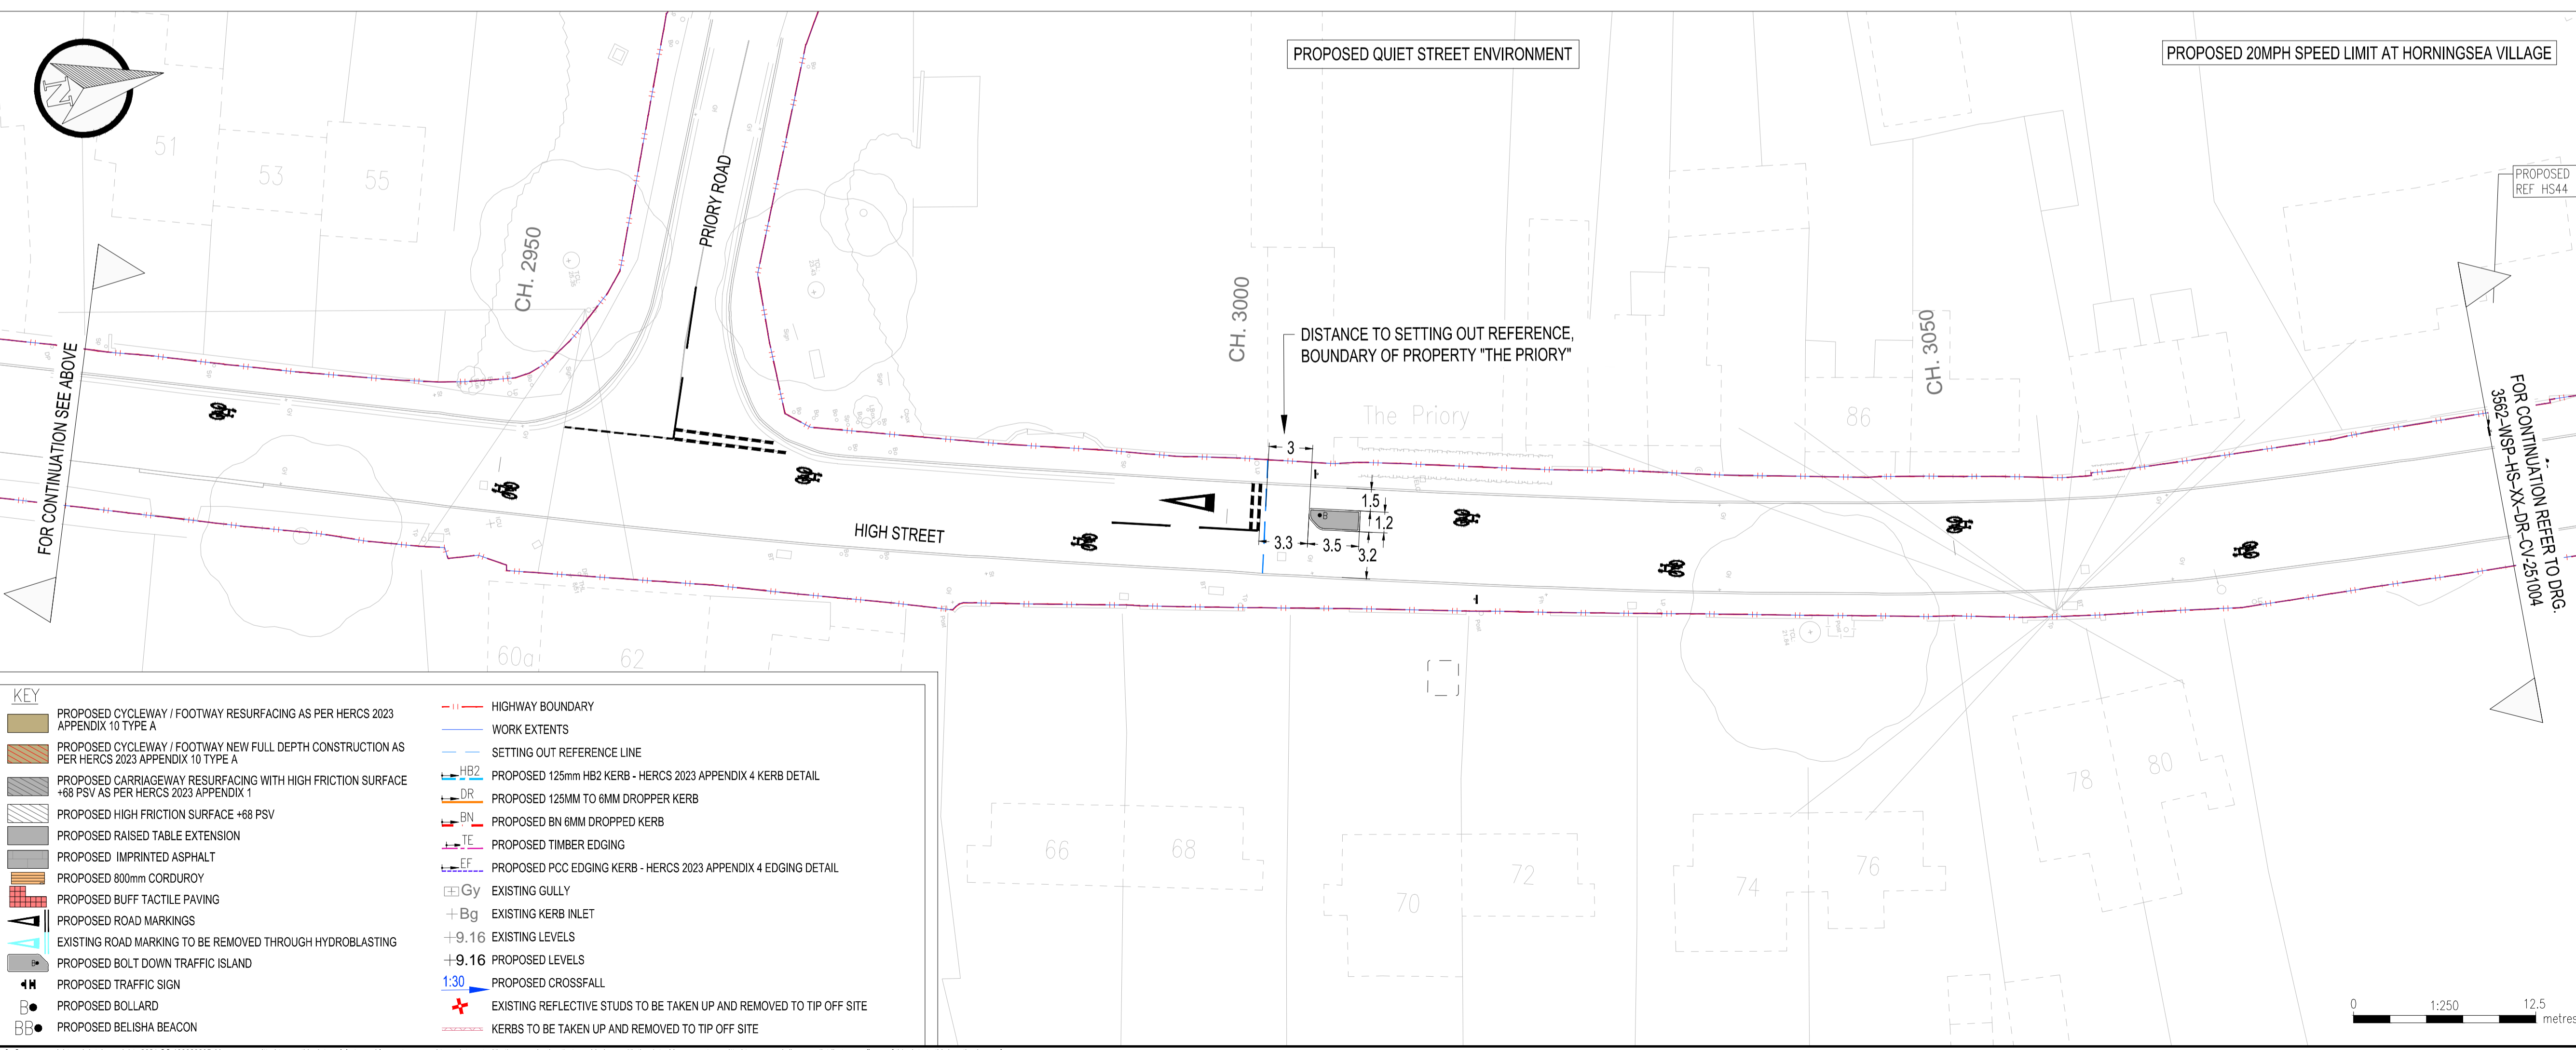 PROPOSED QUIET STREET ENVIRONMENT
PROPOSED 20MPH SPEED LIMIT AT HORNINGSEA VILLAGE
N
51
53
55
PROPOSED
REF HS44
PRIORY ROAD
CH. 2950
CH. 3000
CH. 3050
DISTANCE TO SETTING OUT REFERENCE,
BOUNDARY OF PROPERTY "THE PRIORY"
The Priory
86
FOR CONTINUATION SEE ABOVE
FOR CONTINUATION REFER TO DRG.
3562-WSP-HS-XX-DR-CV-251004
HIGH STREET
3
1.5
1.2
3.3
3.5
3.2
B
60a
62
66
68
70
72
74
76
78
80
KEY
PROPOSED CYCLEWAY / FOOTWAY RESURFACING AS PER HERCS 2023
APPENDIX 10 TYPE A
PROPOSED CYCLEWAY / FOOTWAY NEW FULL DEPTH CONSTRUCTION AS
PER HERCS 2023 APPENDIX 10 TYPE A
PROPOSED CARRIAGEWAY RESURFACING WITH HIGH FRICTION SURFACE
+68 PSV AS PER HERCS 2023 APPENDIX 1
PROPOSED HIGH FRICTION SURFACE +68 PSV
PROPOSED RAISED TABLE EXTENSION
PROPOSED IMPRINTED ASPHALT
PROPOSED 800mm CORDUROY
PROPOSED BUFF TACTILE PAVING
PROPOSED ROAD MARKINGS
EXISTING ROAD MARKING TO BE REMOVED THROUGH HYDROBLASTING
B PROPOSED BOLT DOWN TRAFFIC ISLAND
PROPOSED TRAFFIC SIGN
B PROPOSED BOLLARD
BB PROPOSED BELISHA BEACON
HIGHWAY BOUNDARY
WORK EXTENTS
SETTING OUT REFERENCE LINE
HB2 PROPOSED 125mm HB2 KERB - HERCS 2023 APPENDIX 4 KERB DETAIL
DR PROPOSED 125MM TO 6MM DROPPER KERB
BN PROPOSED BN 6MM DROPPED KERB
TE PROPOSED TIMBER EDGING
EF PROPOSED PCC EDGING KERB - HERCS 2023 APPENDIX 4 EDGING DETAIL
Gy EXISTING GULLY
Bg EXISTING KERB INLET
9.16 EXISTING LEVELS
9.16 PROPOSED LEVELS
1:30 PROPOSED CROSSFALL
EXISTING REFLECTIVE STUDS TO BE TAKEN UP AND REMOVED TO TIP OFF SITE
KERBS TO BE TAKEN UP AND REMOVED TO TIP OFF SITE
0 1:250 12.5
metres